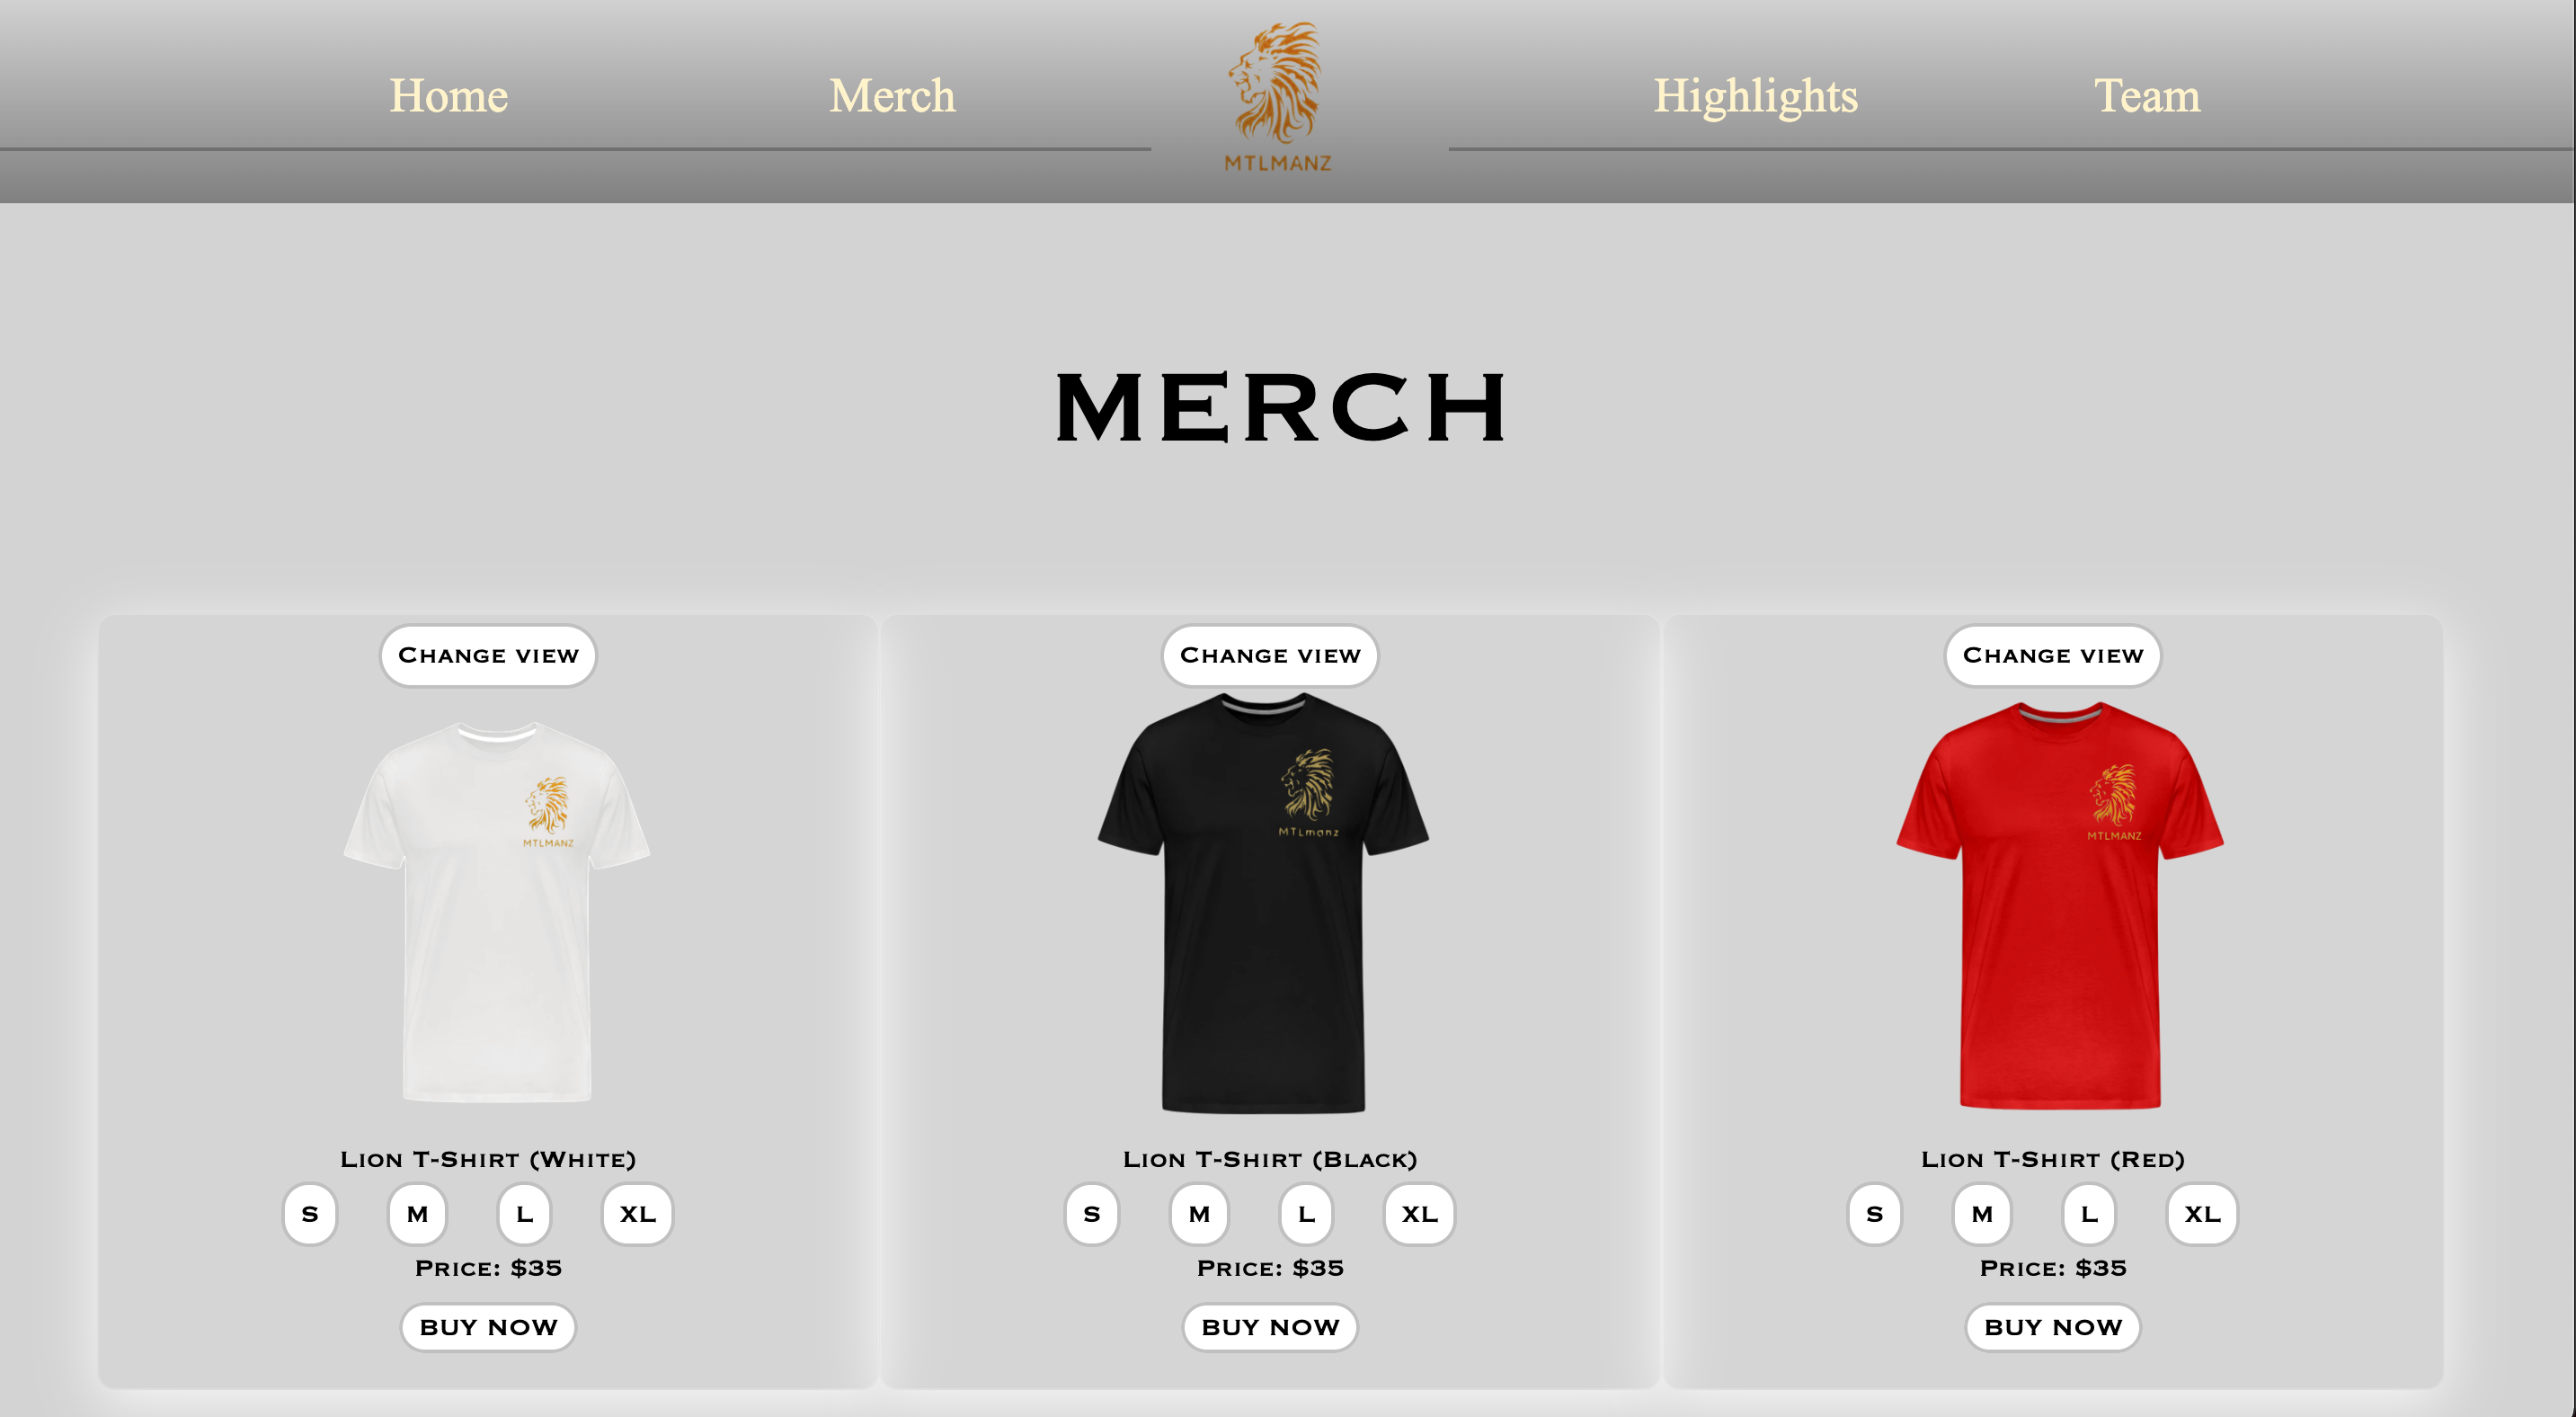 Home Merch Highlights Team
MTLMANZ
MERCH
Change view Change view Change view
MTLMANZ MTLmanz MTLMANZ
Lion T-Shirt (White) Lion T-Shirt (Black) Lion T-Shirt (Red)
S M L XL S M L XL S M L XL
Price: $35 Price: $35 Price: $35
BUY NOW BUY NOW BUY NOW